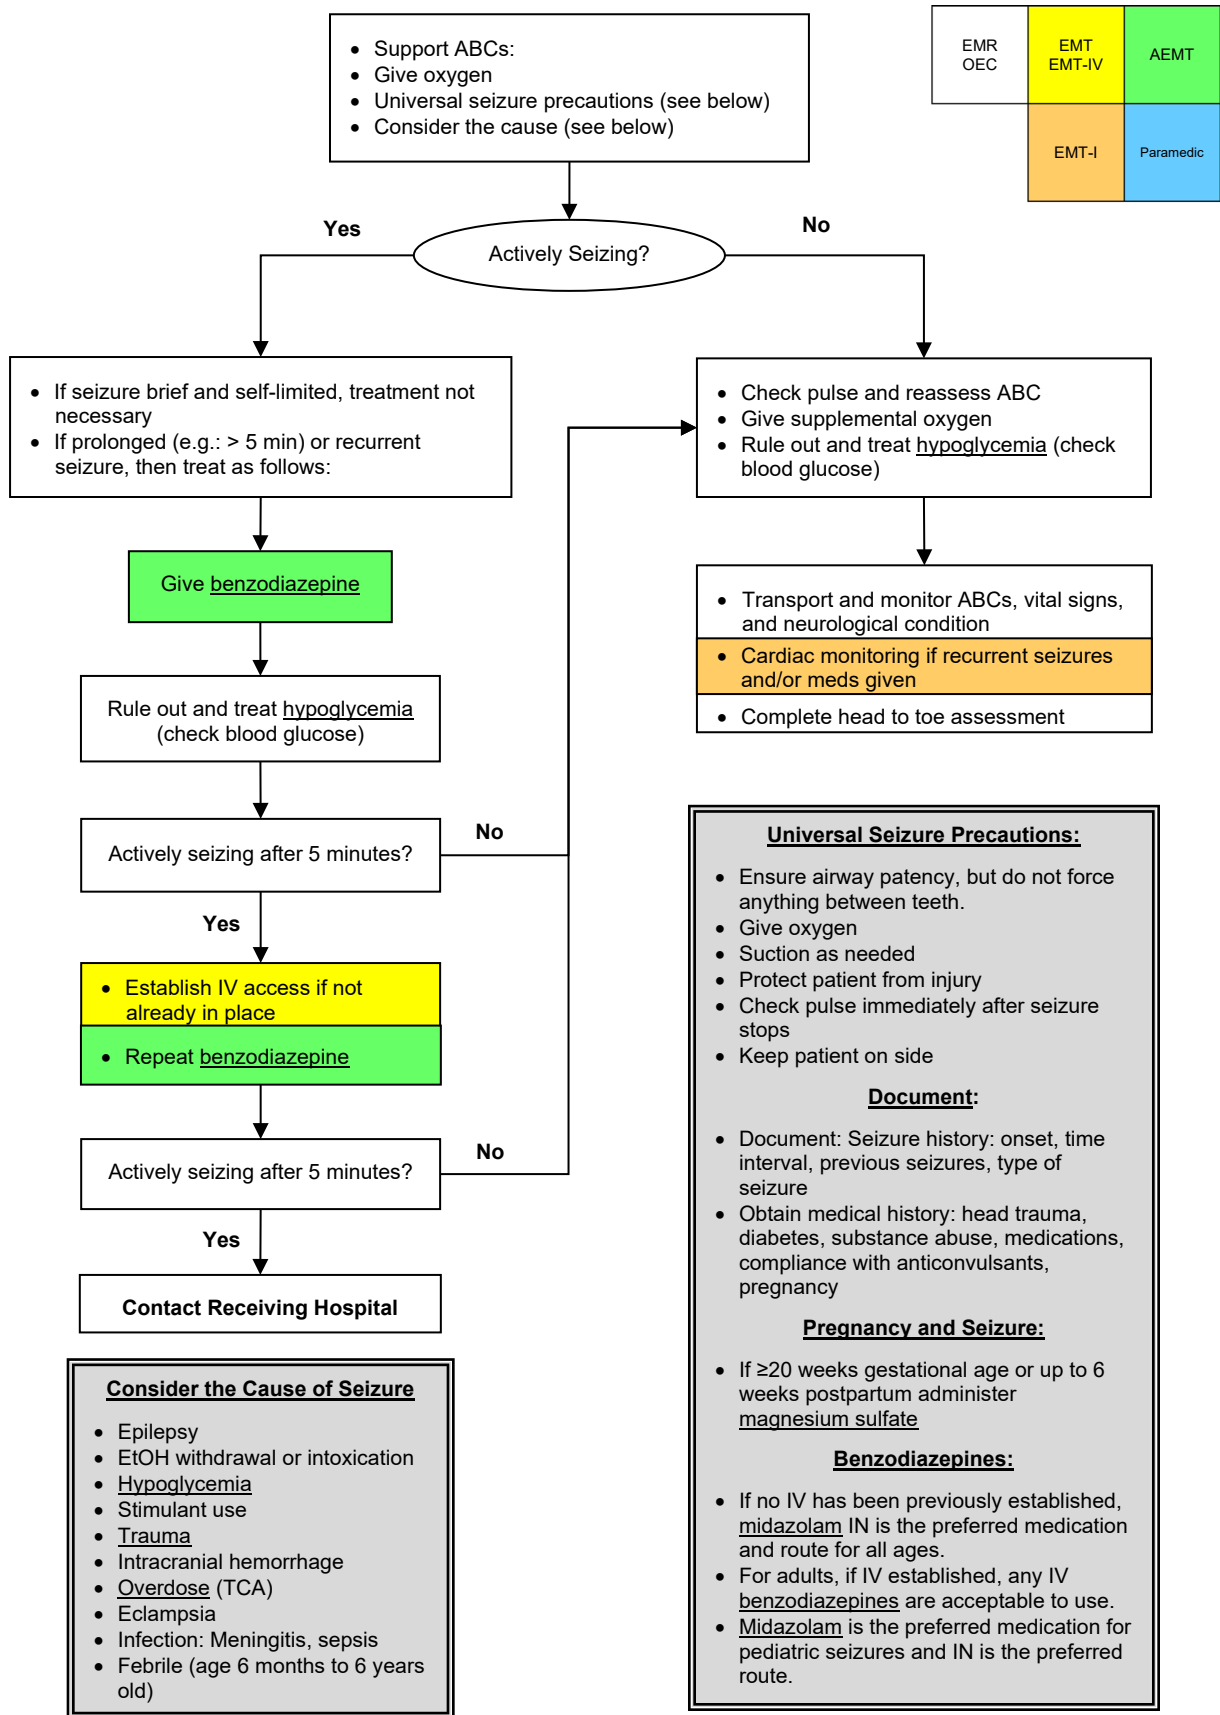 • Support ABCs:
• Give oxygen
• Universal seizure precautions (see below)
• Consider the cause (see below)
EMR
OEC
EMT
EMT-IV
AEMT
EMT-I
Paramedic
Yes
No
Actively Seizing?
• If seizure brief and self-limited, treatment not
necessary
• If prolonged (e.g.: > 5 min) or recurrent
seizure, then treat as follows:
Give benzodiazepine
Rule out and treat hypoglycemia
(check blood glucose)
Actively seizing after 5 minutes?
No
Yes
• Establish IV access if not
already in place
• Repeat benzodiazepine
Actively seizing after 5 minutes?
No
Yes
Contact Receiving Hospital
• Check pulse and reassess ABC
• Give supplemental oxygen
• Rule out and treat hypoglycemia (check
blood glucose)
• Transport and monitor ABCs, vital signs,
and neurological condition
• Cardiac monitoring if recurrent seizures
and/or meds given
• Complete head to toe assessment
Consider the Cause of Seizure
• Epilepsy
• EtOH withdrawal or intoxication
• Hypoglycemia
• Stimulant use
• Trauma
• Intracranial hemorrhage
• Overdose (TCA)
• Eclampsia
• Infection: Meningitis, sepsis
• Febrile (age 6 months to 6 years
old)
Universal Seizure Precautions:
• Ensure airway patency, but do not force
anything between teeth.
• Give oxygen
• Suction as needed
• Protect patient from injury
• Check pulse immediately after seizure
stops
• Keep patient on side
Document:
• Document: Seizure history: onset, time
interval, previous seizures, type of
seizure
• Obtain medical history: head trauma,
diabetes, substance abuse, medications,
compliance with anticonvulsants,
pregnancy
Pregnancy and Seizure:
• If ≥20 weeks gestational age or up to 6
weeks postpartum administer
magnesium sulfate
Benzodiazepines:
• If no IV has been previously established,
midazolam IN is the preferred medication
and route for all ages.
• For adults, if IV established, any IV
benzodiazepines are acceptable to use.
• Midazolam is the preferred medication for
pediatric seizures and IN is the preferred
route.